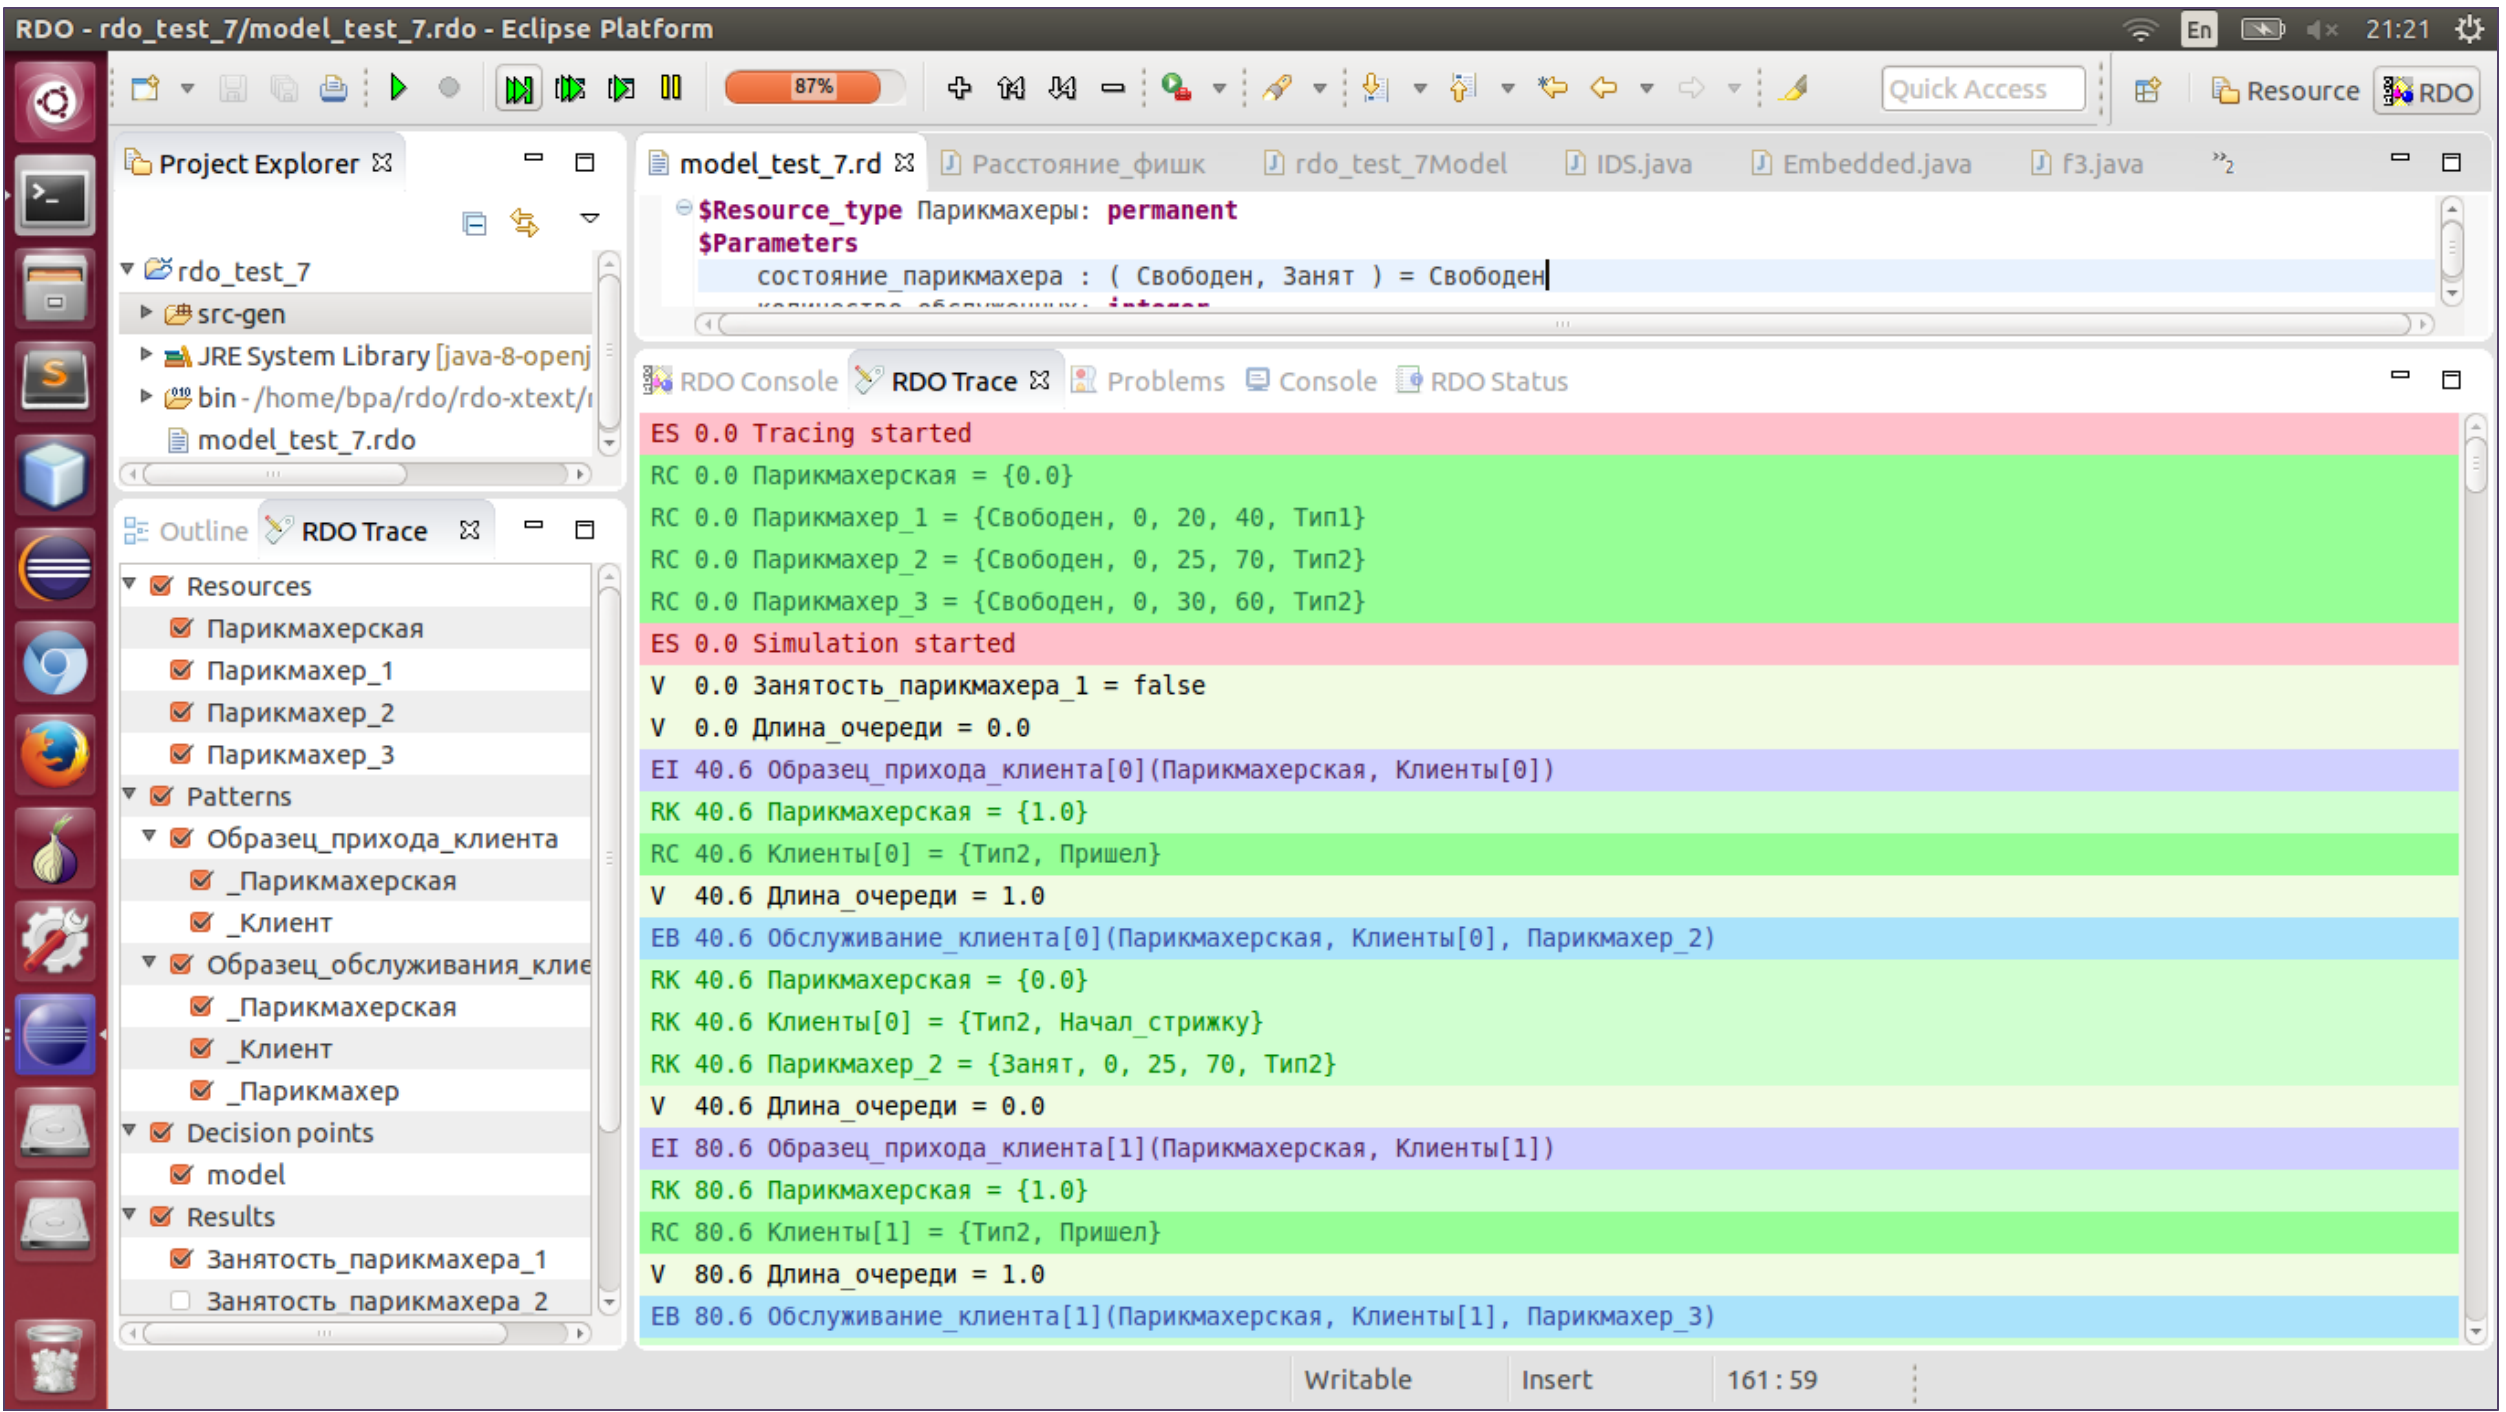 RDO - rdo_test_7/model_test_7.rdo - Eclipse Platform
En
21:21
87%
Quick Access
Resource
RDO
Project Explorer
rdo_test_7
src-gen
JRE System Library [java-8-openj
bin - /home/bpa/rdo/rdo-xtext/
model_test_7.rdo
Outline
RDO Trace
Resources
Парикмахерская
Парикмахер_1
Парикмахер_2
Парикмахер_3
Patterns
Образец_прихода_клиента
_Парикмахерская
_Клиент
Образец_обслуживания_клие
_Парикмахерская
_Клиент
_Парикмахер
Decision points
model
Results
Занятость_парикмахера_1
Занятость_парикмахера_2
model_test_7.rd
Расстояние_фишк
rdo_test_7Model
IDS.java
Embedded.java
f3.java
»2
$Resource_type Парикмахеры: permanent
$Parameters
состояние_парикмахера : ( Свободен, Занят ) = Свободен
количество_обслуженных: integer
RDO Console
RDO Trace
Problems
Console
RDO Status
ES 0.0 Tracing started
RC 0.0 Парикмахерская = {0.0}
RC 0.0 Парикмахер_1 = {Свободен, 0, 20, 40, Тип1}
RC 0.0 Парикмахер_2 = {Свободен, 0, 25, 70, Тип2}
RC 0.0 Парикмахер_3 = {Свободен, 0, 30, 60, Тип2}
ES 0.0 Simulation started
V 0.0 Занятость_парикмахера_1 = false
V 0.0 Длина_очереди = 0.0
EI 40.6 Образец_прихода_клиента[0](Парикмахерская, Клиенты[0])
RK 40.6 Парикмахерская = {1.0}
RC 40.6 Клиенты[0] = {Тип2, Пришел}
V 40.6 Длина_очереди = 1.0
EB 40.6 Обслуживание_клиента[0](Парикмахерская, Клиенты[0], Парикмахер_2)
RK 40.6 Парикмахерская = {0.0}
RK 40.6 Клиенты[0] = {Тип2, Начал_стрижку}
RK 40.6 Парикмахер_2 = {Занят, 0, 25, 70, Тип2}
V 40.6 Длина_очереди = 0.0
EI 80.6 Образец_прихода_клиента[1](Парикмахерская, Клиенты[1])
RK 80.6 Парикмахерская = {1.0}
RC 80.6 Клиенты[1] = {Тип2, Пришел}
V 80.6 Длина_очереди = 1.0
EB 80.6 Обслуживание_клиента[1](Парикмахерская, Клиенты[1], Парикмахер_3)
Writable
Insert
161 : 59